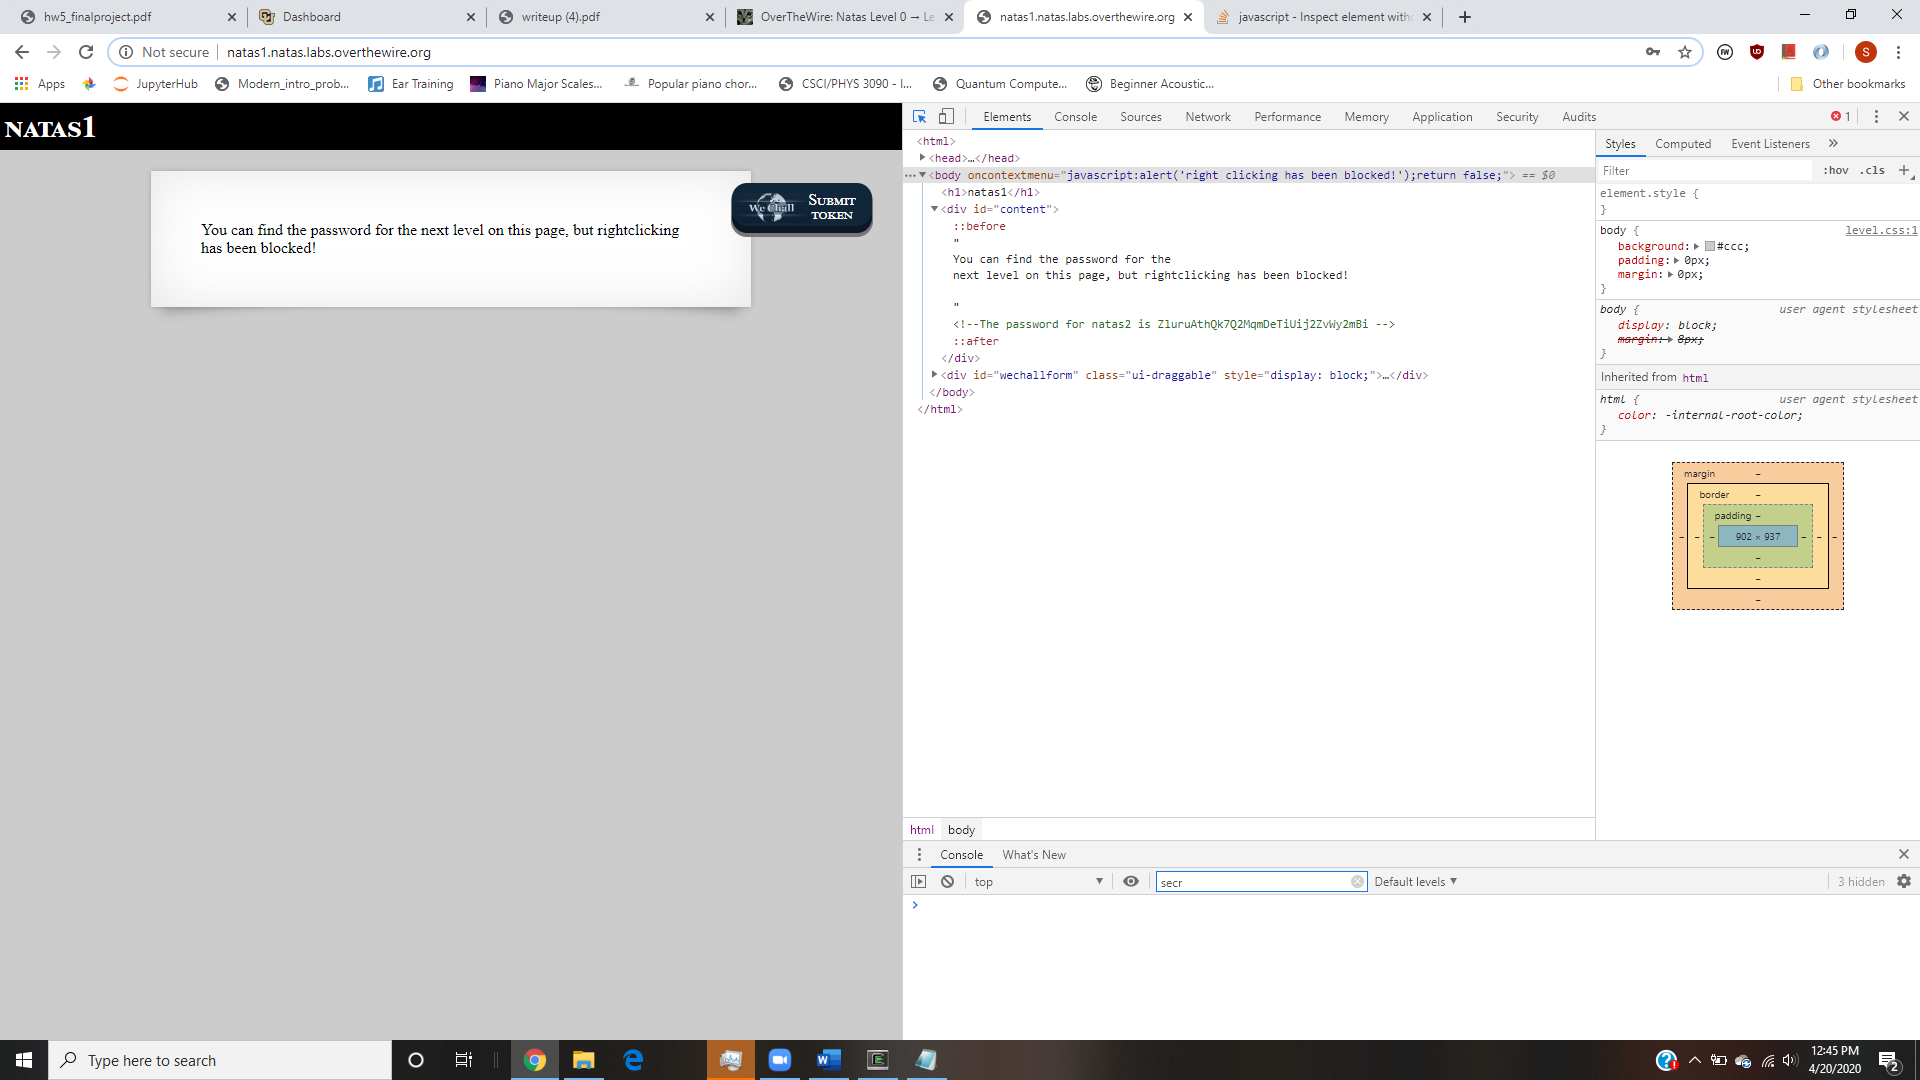 hw5_finalproject.pdf
Dashboard
writeup (4).pdf
OverTheWire: Natas Level 0 → Le
natas1.natas.labs.overthewire.org
javascript - Inspect element witho
Not secure
natas1.natas.labs.overthewire.org
S
Apps
JupyterHub
Modern_intro_prob...
Ear Training
Piano Major Scales...
Popular piano chor...
CSCI/PHYS 3090 - I...
Quantum Compute...
Beginner Acoustic...
Other bookmarks
NATAS1
You can find the password for the next level on this page, but rightclicking
has been blocked!
We Chall
SUBMIT
TOKEN
Elements Console Sources Network Performance Memory Application Security Audits
1
<html>
<head>…</head>
<body oncontextmenu="javascript:alert('right clicking has been blocked!');return false;"> == $0
<h1>natas1</h1>
<div id="content">
::before
"
You can find the password for the
next level on this page, but rightclicking has been blocked!
"
<!--The password for natas2 is ZluruAthQk7Q2MqmDeTiUij2ZvWy2mBi -->
::after
</div>
<div id="wechallform" class="ui-draggable" style="display: block;">…</div>
</body>
</html>
html body
Styles Computed Event Listeners »
Filter
:hov .cls +
element.style {
}
body { level.css:1
background: #ccc;
padding: 0px;
margin: 0px;
}
body { user agent stylesheet
display: block;
margin: 8px;
}
Inherited from html
html { user agent stylesheet
color: -internal-root-color;
}
margin –
border –
padding –
– – – 902 × 937 – – –
–
–
–
Console What's New
top
secr
Default levels
3 hidden
>
Type here to search
12:45 PM
4/20/2020
2